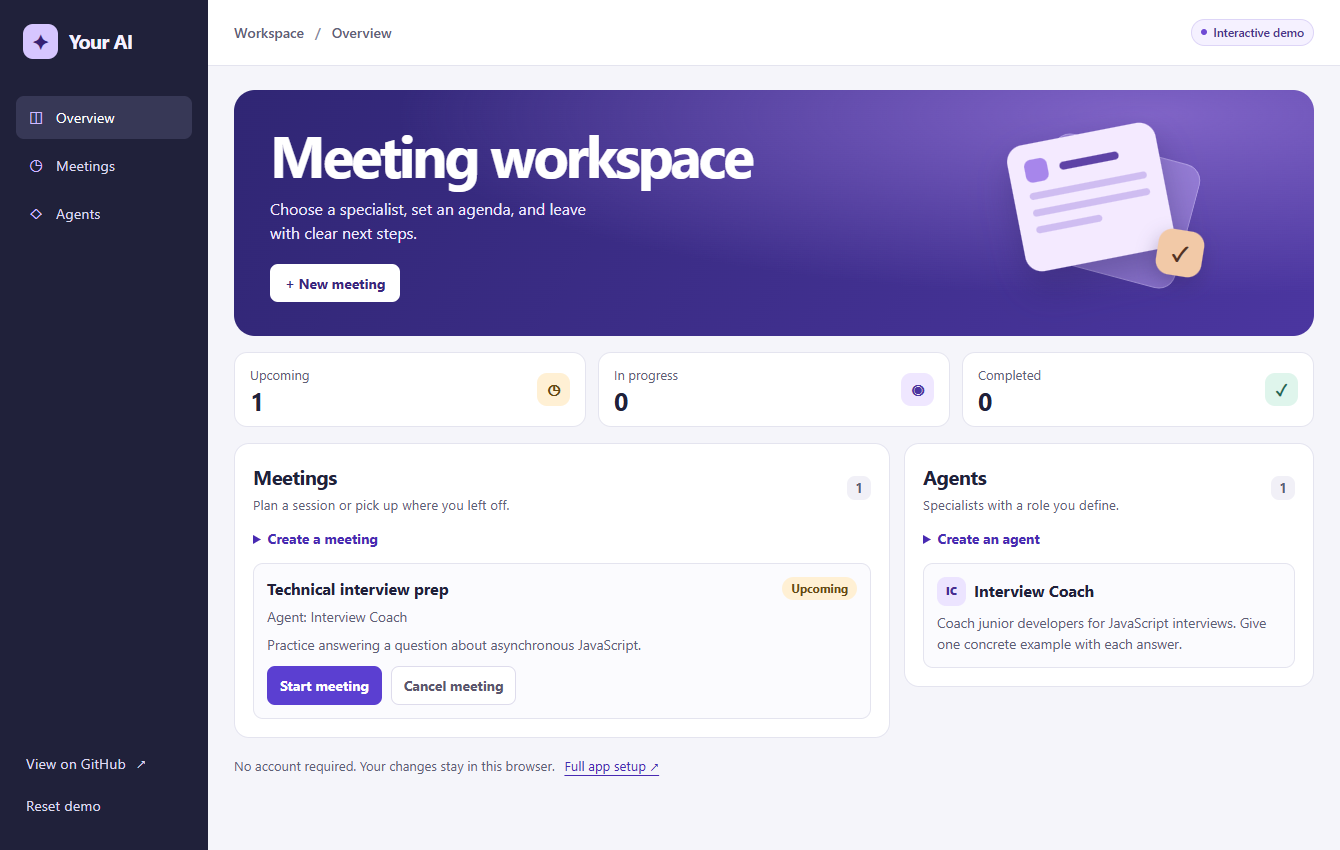 Your AI
Overview
Meetings
Agents
View on GitHub ↗
Reset demo
Workspace / Overview
Interactive demo
Meeting workspace
Choose a specialist, set an agenda, and leave
with clear next steps.
+ New meeting
Upcoming
1
In progress
0
Completed
0
Meetings
1
Plan a session or pick up where you left off.
Create a meeting
Technical interview prep
Upcoming
Agent: Interview Coach
Practice answering a question about asynchronous JavaScript.
Start meeting
Cancel meeting
Agents
1
Specialists with a role you define.
Create an agent
IC Interview Coach
Coach junior developers for JavaScript interviews. Give
one concrete example with each answer.
No account required. Your changes stay in this browser. Full app setup ↗